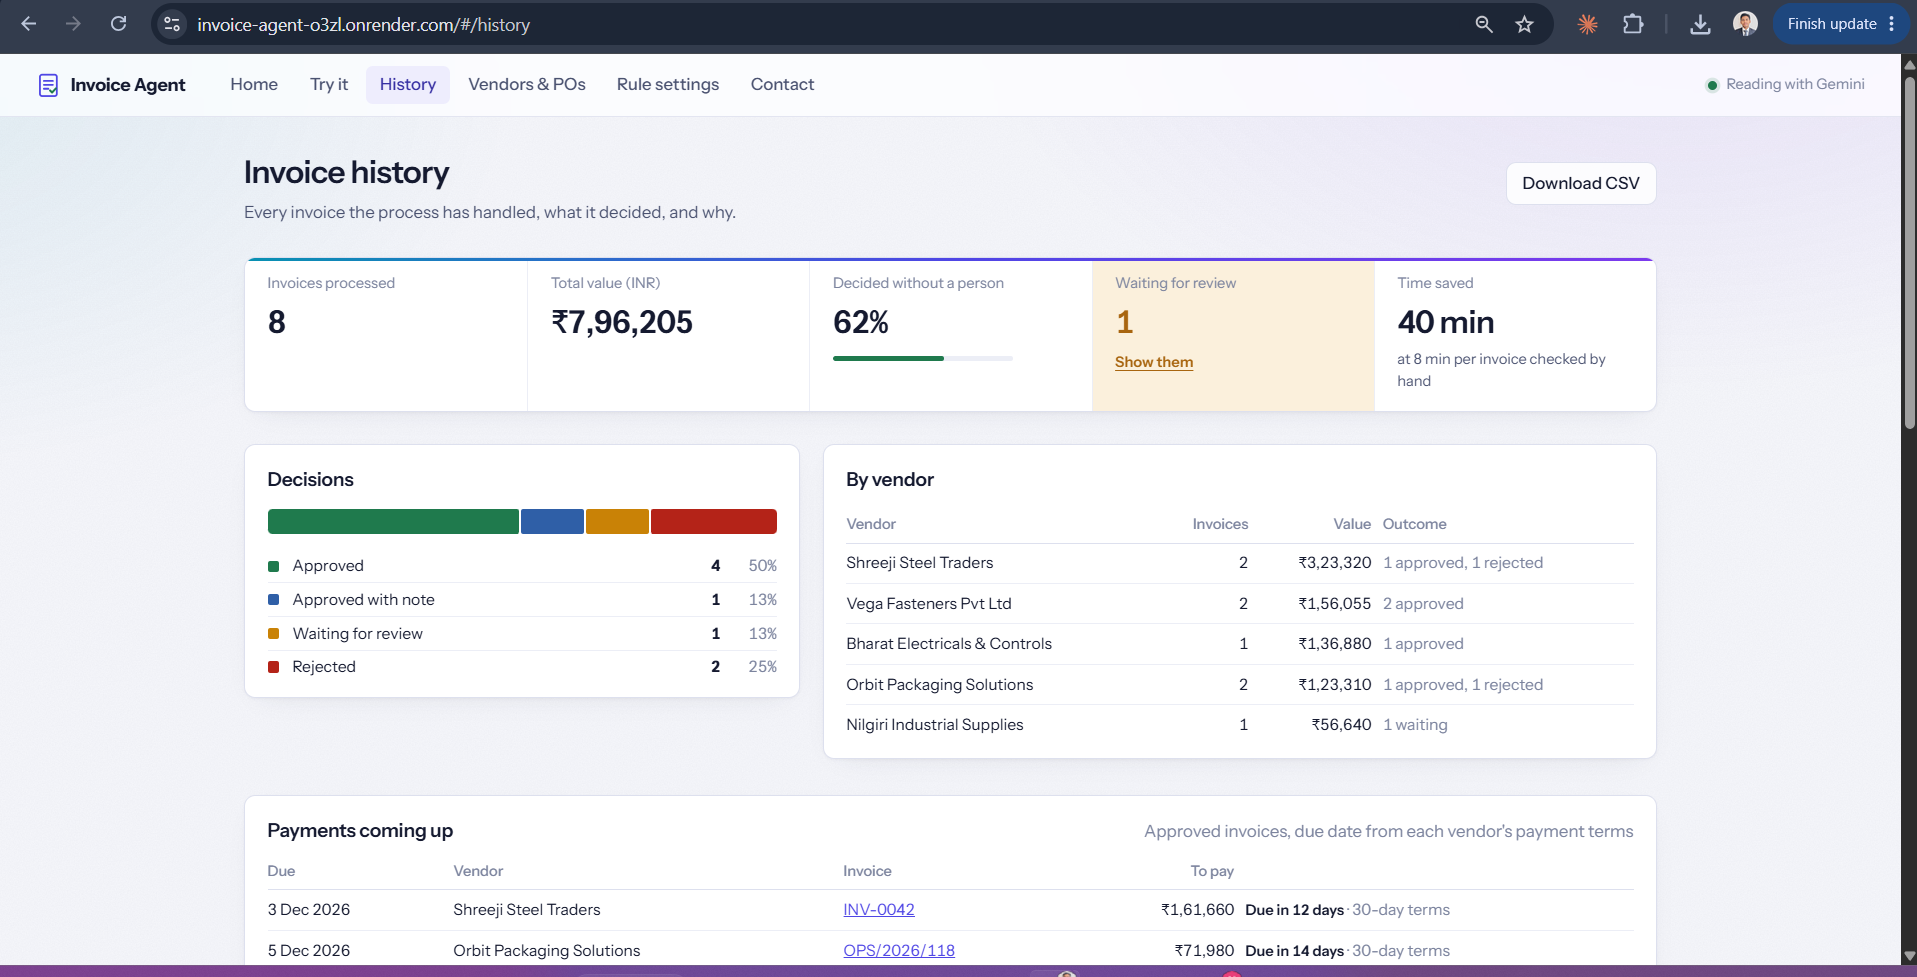 invoice-agent-o3zl.onrender.com/#/history
Finish update
Invoice Agent
Home
Try it
History
Vendors & POs
Rule settings
Contact
Reading with Gemini
Invoice history
Download CSV
Every invoice the process has handled, what it decided, and why.
Invoices processed
8
Total value (INR)
₹7,96,205
Decided without a person
62%
Waiting for review
1
Show them
Time saved
40 min
at 8 min per invoice checked by
hand
Decisions
Approved 4 50%
Approved with note 1 13%
Waiting for review 1 13%
Rejected 2 25%
By vendor
Vendor Invoices Value Outcome
Shreeji Steel Traders 2 ₹3,23,320 1 approved, 1 rejected
Vega Fasteners Pvt Ltd 2 ₹1,56,055 2 approved
Bharat Electricals & Controls 1 ₹1,36,880 1 approved
Orbit Packaging Solutions 2 ₹1,23,310 1 approved, 1 rejected
Nilgiri Industrial Supplies 1 ₹56,640 1 waiting
Payments coming up
Approved invoices, due date from each vendor's payment terms
Due Vendor Invoice To pay
3 Dec 2026 Shreeji Steel Traders INV-0042 ₹1,61,660 Due in 12 days · 30-day terms
5 Dec 2026 Orbit Packaging Solutions OPS/2026/118 ₹71,980 Due in 14 days · 30-day terms